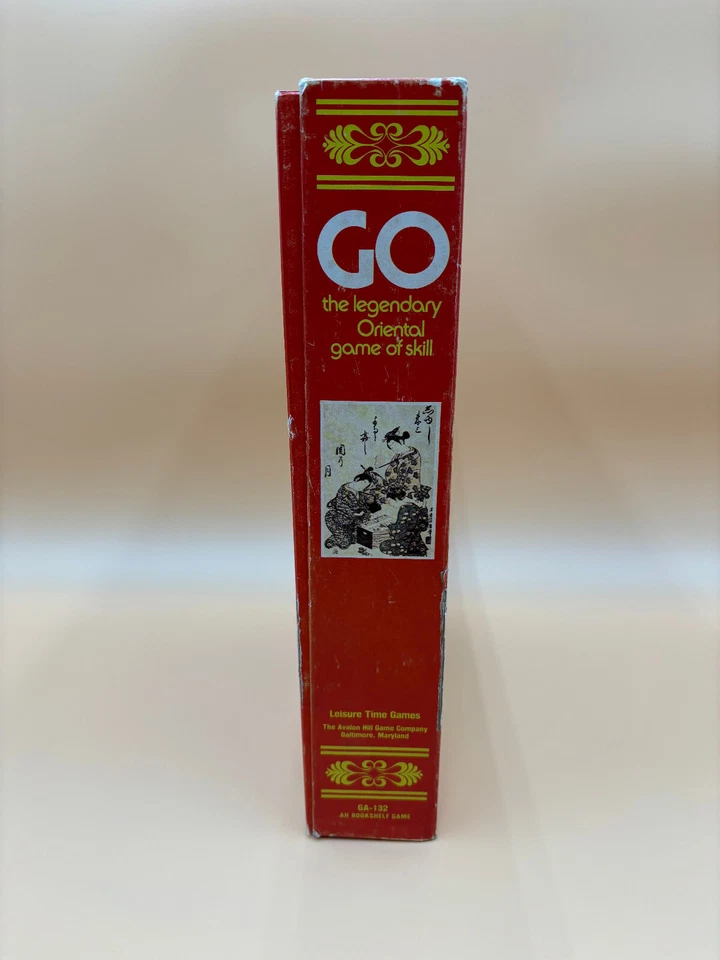 GO
the legendary
Oriental
game of skill
Leisure Time Games
The Avalon Hill Game Company
Baltimore, Maryland
GA-132
AH BOOKSHELF GAME